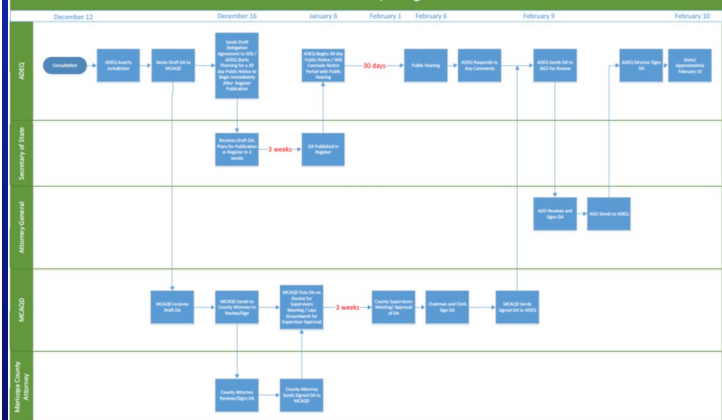 December 12
December 16
January 6
February 1
February 6
February 9
February 10
ADEQ
Consultation
ADEQ Asserts
Jurisdiction
Sends Draft DA to
MCAQD
Sends Draft
Delegation
Agreement to SOS /
ADEQ Starts
Planning for a 30
day Public Notice to
Begin Immediately
After Register
Publication
ADEQ Begins 30 day
Public Notice / Will
Conclude Notice
Period with Public
Hearing
30 days
Public Hearing
ADEQ Responds to
Any Comments
ADEQ Sends DA to
AGO for Review
ADEQ Director Signs
DA
Done/
Approximately
February 10
Secretary of State
Receives Draft DA,
Plans for Publication
in Register in 3
weeks
3 weeks
DA Published in
Register
Attorney General
AGO Reviews and
Signs DA
AGO Sends to ADEQ
MCAQD
MCAQD receives
Draft DA
MCAQD Sends to
County Attorney to
Review/Sign
MCAQD Puts DA on
Docket for
Supervisors
Meeting / Lays
Groundwork for
Supervisor Approval
3 weeks
County Supervisors
Meeting/ Approval
of DA
Chairman and Clerk
Sign DA
MCAQD Sends
Signed DA to ADEQ
Maricopa County
Attorney
County Attorney
Reviews/Signs DA
County Attorney
Sends Signed DA to
MCAQD